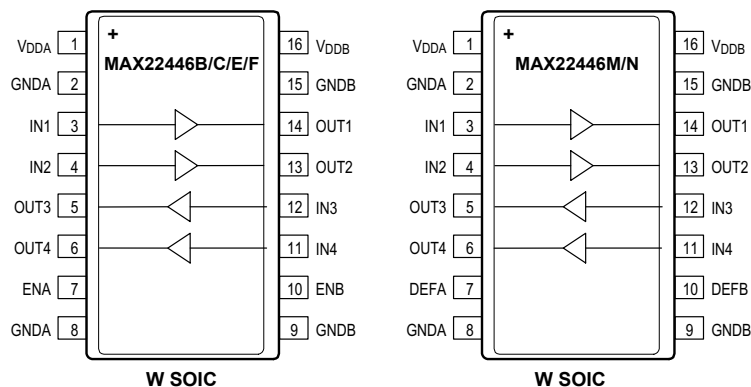 +
MAX22446B/C/E/F
VDDA 1 16 VDDB
GNDA 2 15 GNDB
IN1 3 14 OUT1
IN2 4 13 OUT2
OUT3 5 12 IN3
OUT4 6 11 IN4
ENA 7 10 ENB
GNDA 8 9 GNDB
W SOIC
+
MAX22446M/N
VDDA 1 16 VDDB
GNDA 2 15 GNDB
IN1 3 14 OUT1
IN2 4 13 OUT2
OUT3 5 12 IN3
OUT4 6 11 IN4
DEFA 7 10 DEFB
GNDA 8 9 GNDB
W SOIC